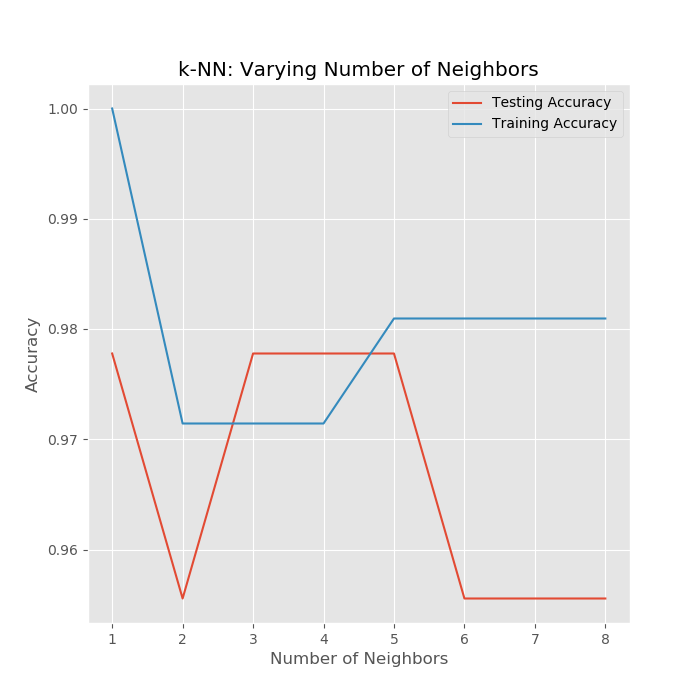 k-NN: Varying Number of Neighbors
Testing Accuracy
Training Accuracy
1.00
0.99
0.98
0.97
0.96
Accuracy
1 2 3 4 5 6 7 8
Number of Neighbors